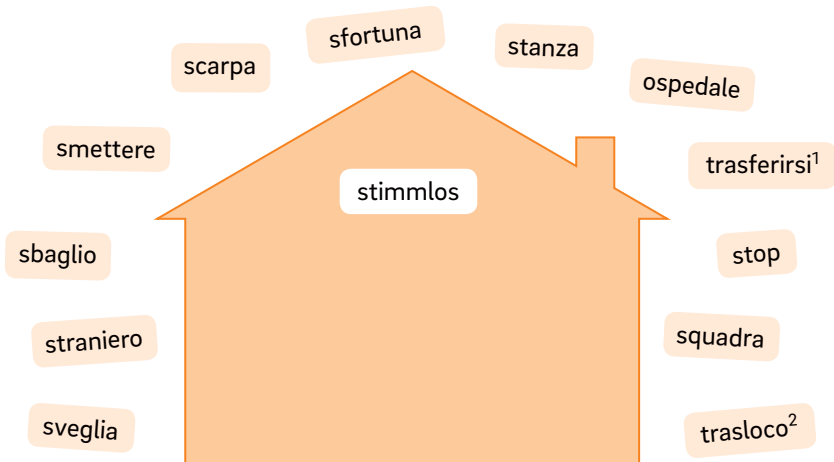 sfortuna
stanza
scarpa
ospedale
smettere
trasferirsi¹
stimmlos
sbaglio
stop
straniero
squadra
sveglia
trasloco²